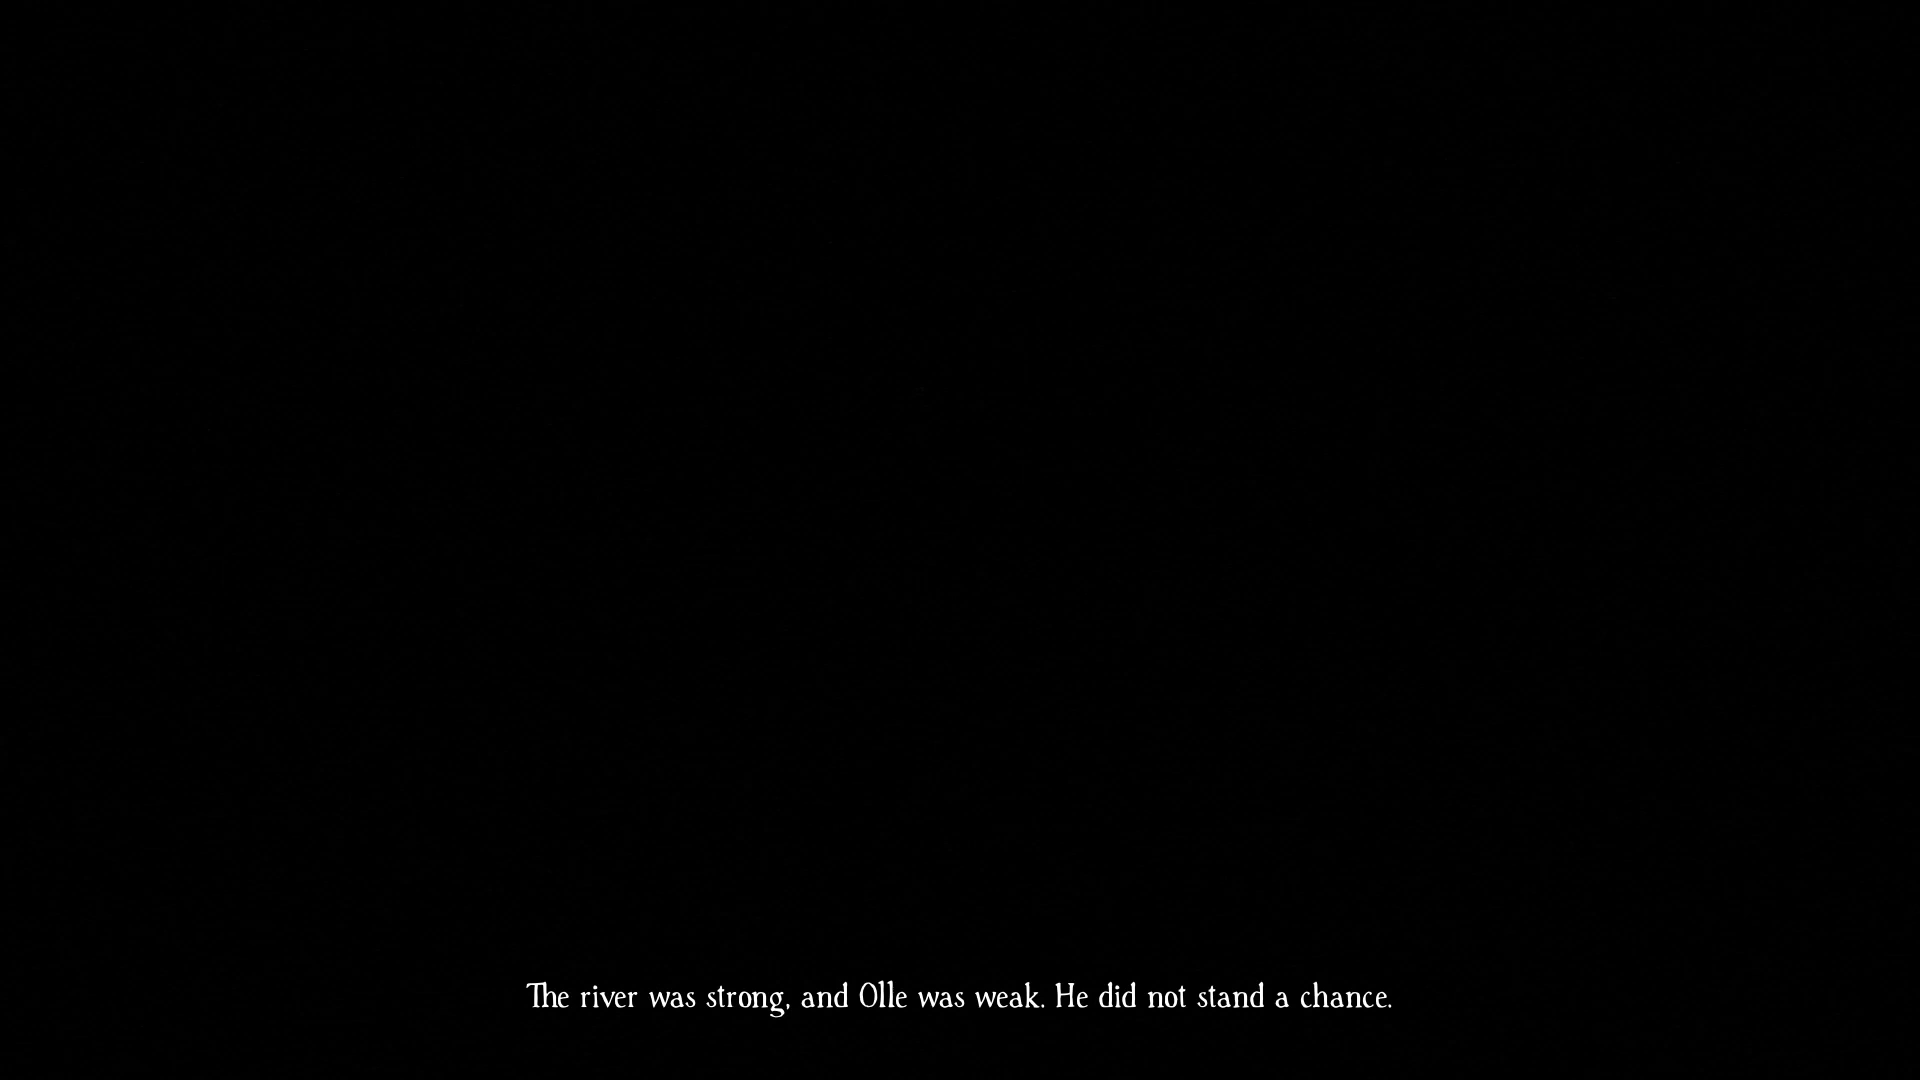 The river was strong, and Olle was weak. He did not stand a chance.